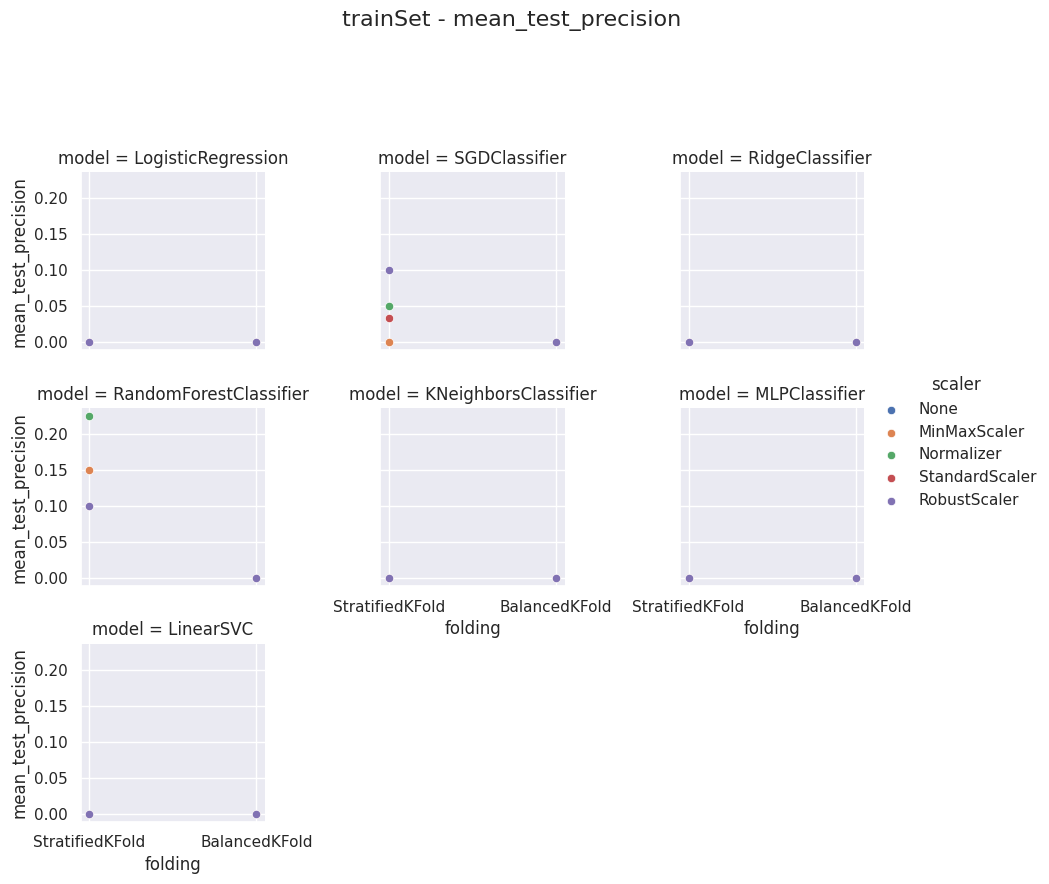 trainSet - mean_test_precision
model = LogisticRegression
model = SGDClassifier
model = RidgeClassifier
mean_test_precision
0.20
0.15
0.10
0.05
0.00
model = RandomForestClassifier
model = KNeighborsClassifier
model = MLPClassifier
mean_test_precision
0.20
0.15
0.10
0.05
0.00
StratifiedKFold
BalancedKFold
folding
StratifiedKFold
BalancedKFold
folding
scaler
None
MinMaxScaler
Normalizer
StandardScaler
RobustScaler
model = LinearSVC
mean_test_precision
0.20
0.15
0.10
0.05
0.00
StratifiedKFold
BalancedKFold
folding